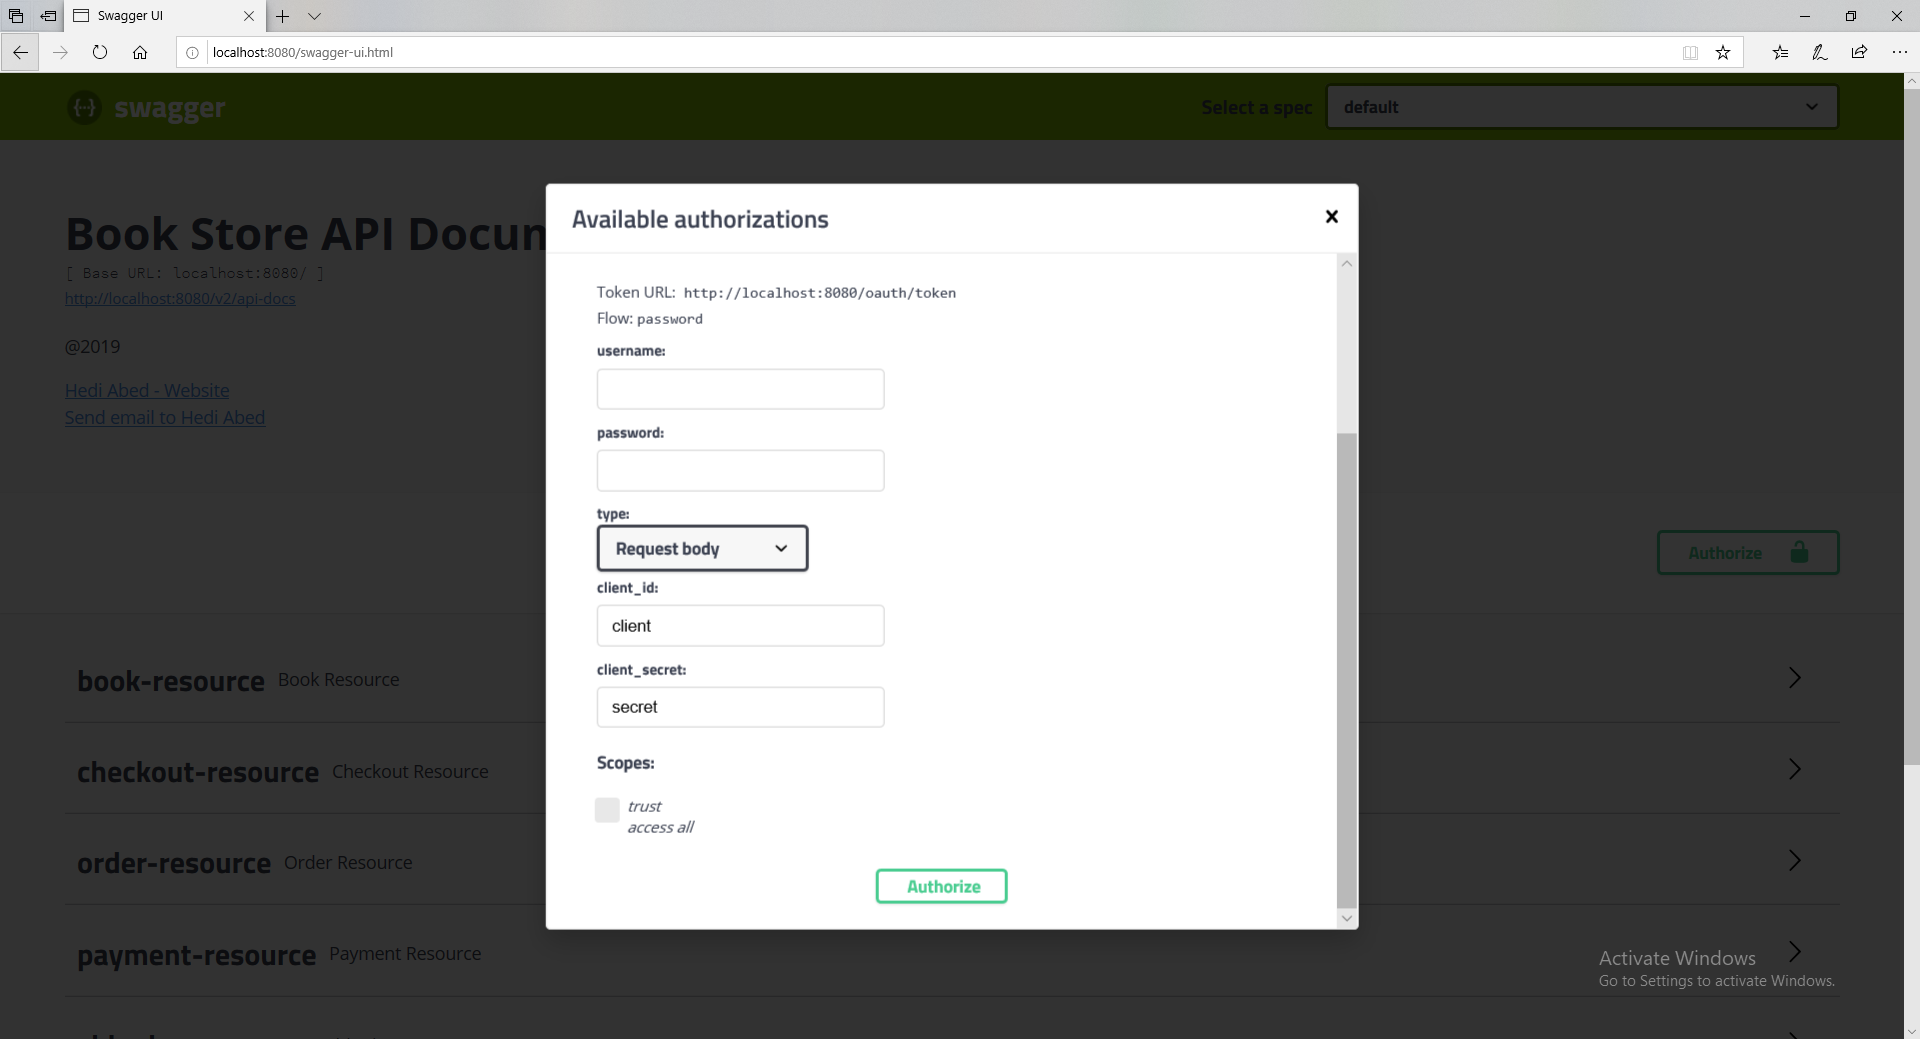 Swagger UI
localhost:8080/swagger-ui.html
swagger
Select a spec
default
Book Store API Docun
[ Base URL: localhost:8080/ ]
http://localhost:8080/v2/api-docs
@2019
Hedi Abed - Website
Send email to Hedi Abed
Authorize
Available authorizations
Token URL: http://localhost:8080/oauth/token
Flow: password
username:
password:
type:
Request body
client_id:
client
client_secret:
secret
Scopes:
trust
access all
Authorize
book-resource Book Resource
checkout-resource Checkout Resource
order-resource Order Resource
payment-resource Payment Resource
Activate Windows
Go to Settings to activate Windows.